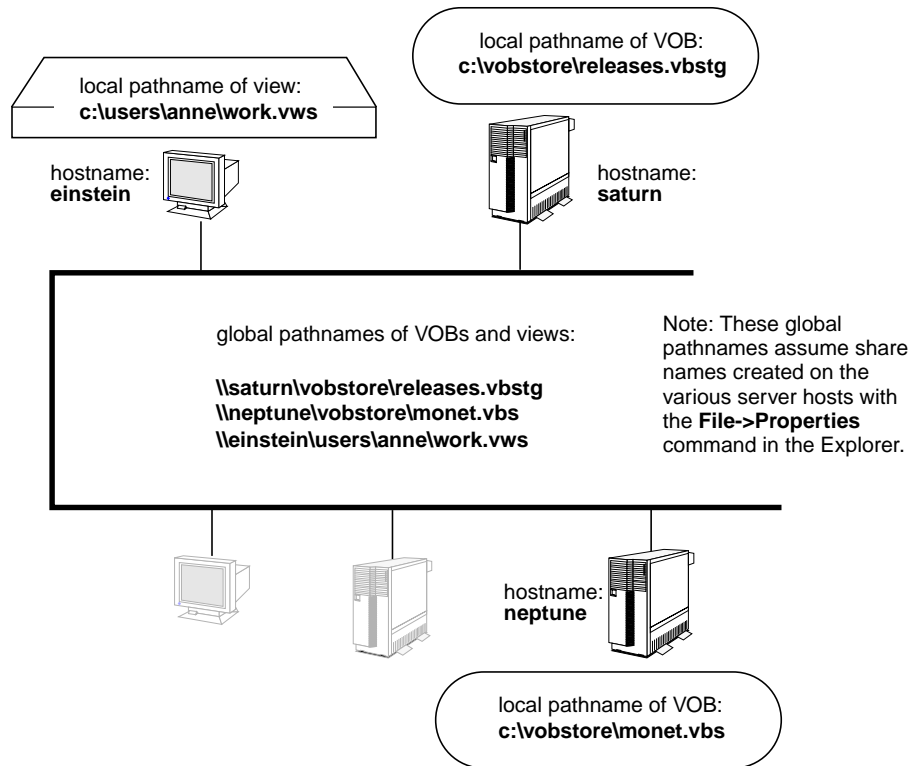 local pathname of VOB:
c:\vobstore\releases.vbstg
local pathname of view:
c:\users\anne\work.vws
hostname:
einstein
hostname:
saturn
global pathnames of VOBs and views:
\\saturn\vobstore\releases.vbstg
\\neptune\vobstore\monet.vbs
\\einstein\users\anne\work.vws
Note: These global
pathnames assume share
names created on the
various server hosts with
the File->Properties
command in the Explorer.
hostname:
neptune
local pathname of VOB:
c:\vobstore\monet.vbs